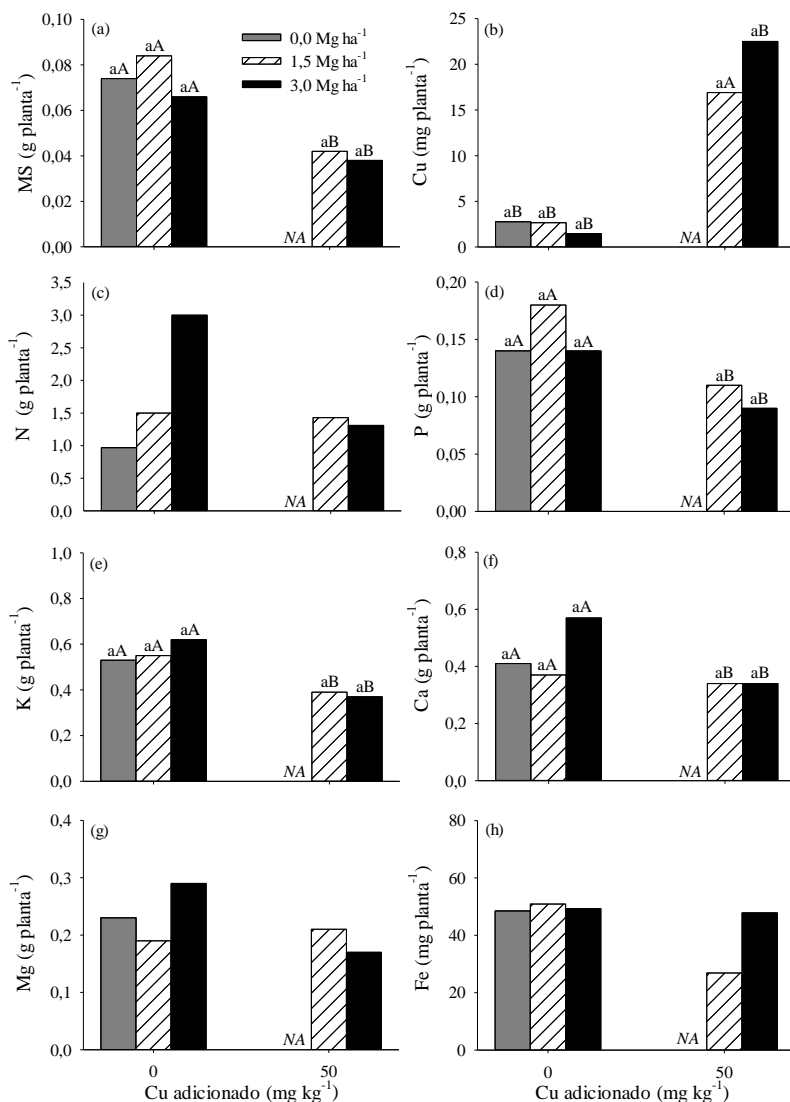 (a)
0,0 Mg ha⁻¹
1,5 Mg ha⁻¹
3,0 Mg ha⁻¹
MS (g planta⁻¹)
0,10
0,08
0,06
0,04
0,02
0,00
aA
aA
aA
NA
aB
aB
(b)
Cu (mg planta⁻¹)
25
20
15
10
5
0
aB
aB
aB
NA
aA
aB
(c)
N (g planta⁻¹)
3,5
3,0
2,5
2,0
1,5
1,0
0,5
0,0
NA
(d)
P (g planta⁻¹)
0,20
0,15
0,10
0,05
0,00
aA
aA
aA
NA
aB
aB
(e)
K (g planta⁻¹)
1,0
0,8
0,6
0,4
0,2
0,0
aA
aA
aA
NA
aB
aB
(f)
Ca (g planta⁻¹)
0,8
0,6
0,4
0,2
0,0
aA
aA
aA
NA
aB
aB
(g)
Mg (g planta⁻¹)
0,4
0,3
0,2
0,1
0,0
NA
0
50
Cu adicionado (mg kg⁻¹)
(h)
Fe (mg planta⁻¹)
80
60
40
20
0
NA
0
50
Cu adicionado (mg kg⁻¹)